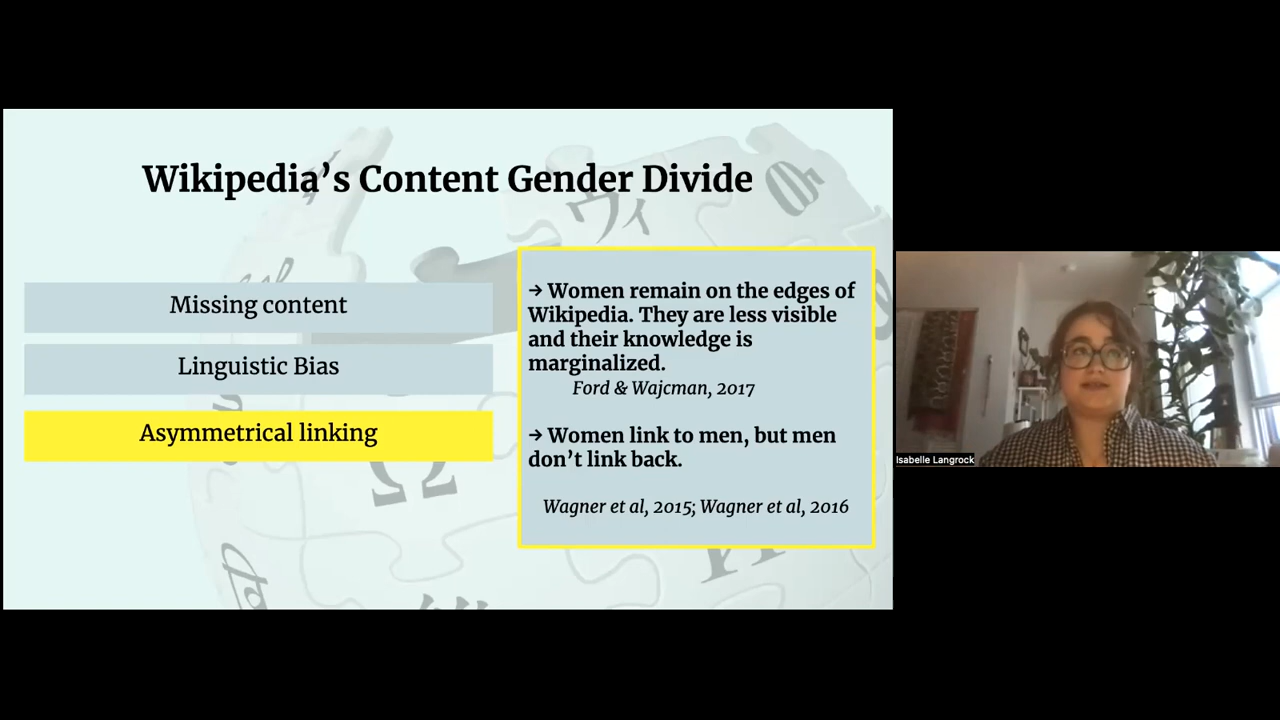 Wikipedia’s Content Gender Divide
Missing content
Linguistic Bias
Asymmetrical linking
→ Women remain on the edges of
Wikipedia. They are less visible
and their knowledge is
marginalized.
Ford & Wajcman, 2017
→ Women link to men, but men
don’t link back.
Wagner et al, 2015; Wagner et al, 2016
Isabelle Langrock
ウィ
Ω